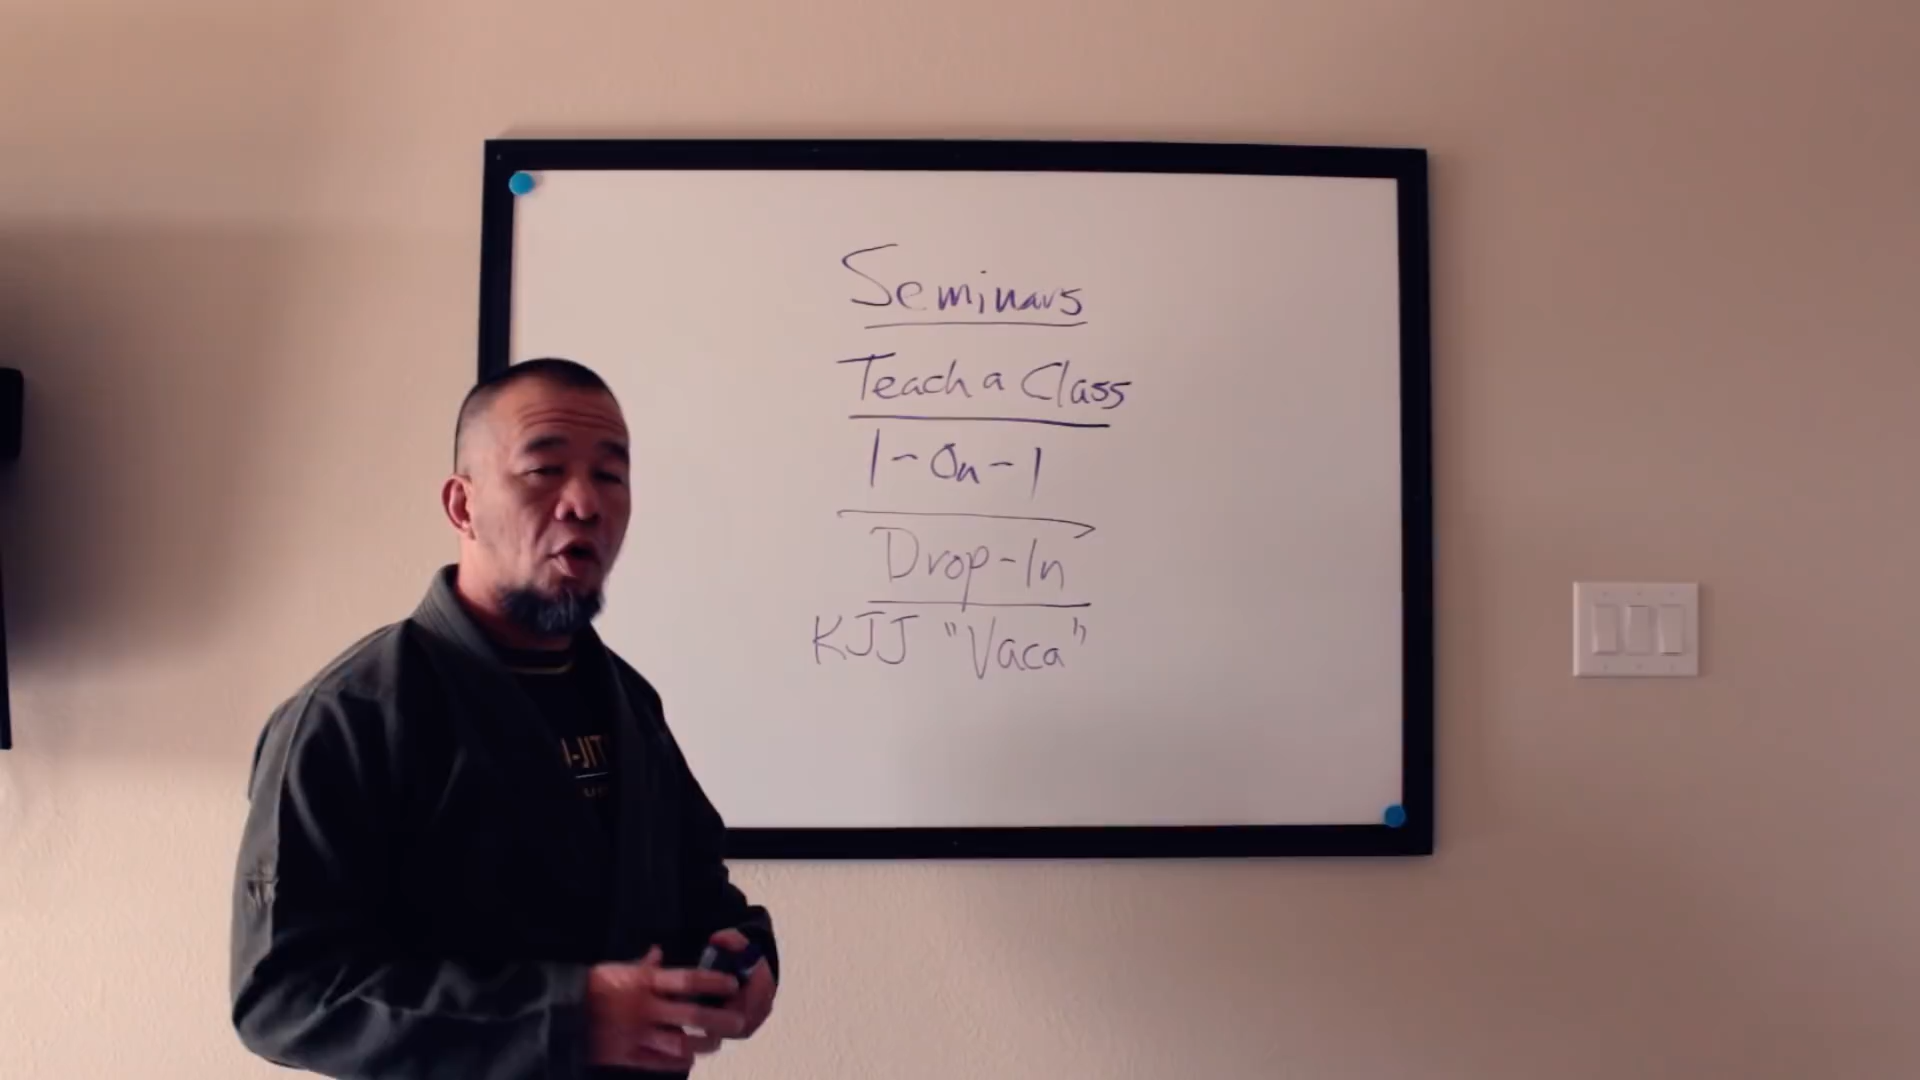 Seminars
Teach a Class
1-On-1
Drop-In
KJJ "Vaca"